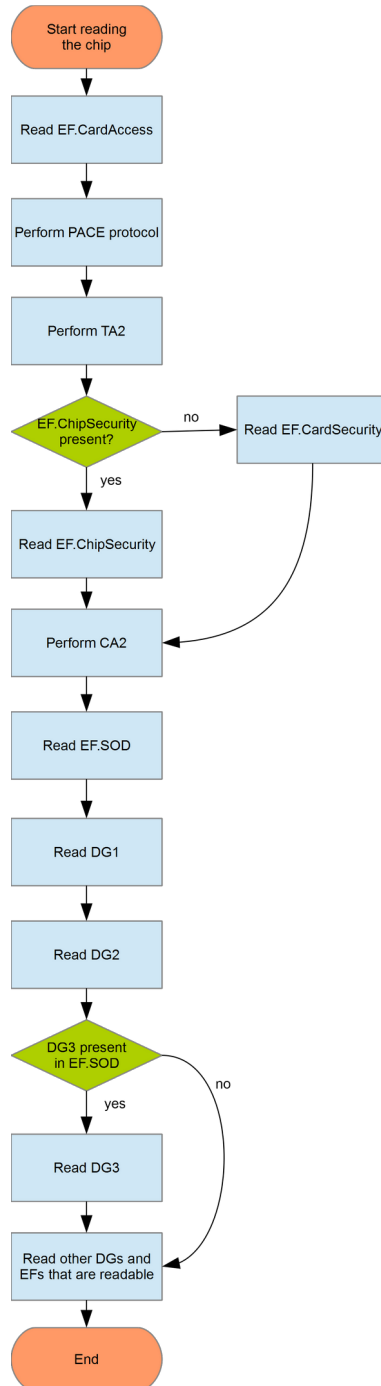 Start reading
the chip
Read EF.CardAccess
Perform PACE protocol
Perform TA2
EF.ChipSecurity
present?
no
Read EF.CardSecurity
yes
Read EF.ChipSecurity
Perform CA2
Read EF.SOD
Read DG1
Read DG2
DG3 present
in EF.SOD
no
yes
Read DG3
Read other DGs and
EFs that are readable
End